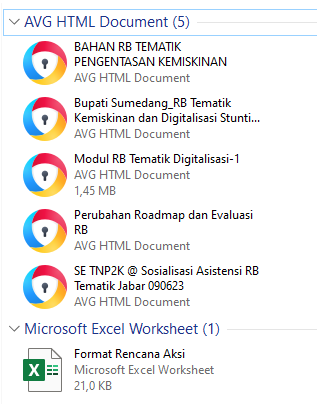 AVG HTML Document (5)
BAHAN RB TEMATIK
PENGENTASAN KEMISKINAN
AVG HTML Document
Bupati Sumedang_RB Tematik
Kemiskinan dan Digitalisasi Stunti...
AVG HTML Document
Modul RB Tematik Digitalisasi-1
AVG HTML Document
1,45 MB
Perubahan Roadmap dan Evaluasi
RB
AVG HTML Document
SE TNP2K @ Sosialisasi Asistensi RB
Tematik Jabar 090623
AVG HTML Document
Microsoft Excel Worksheet (1)
Format Rencana Aksi
Microsoft Excel Worksheet
21,0 KB